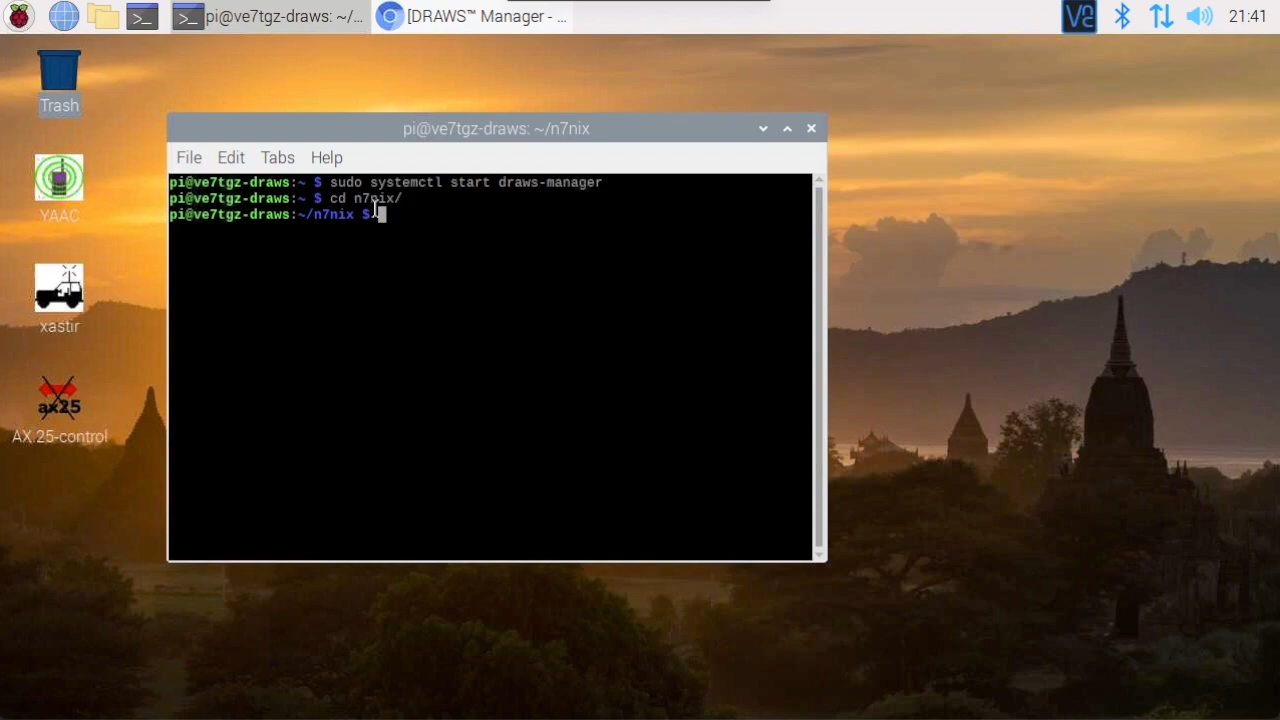 pi@ve7tgz-draws: ~/...
[DRAWS™ Manager - ...
21:41
Trash
YAAC
xastir
ax25
AX.25-control
pi@ve7tgz-draws: ~/n7nix
File Edit Tabs Help
pi@ve7tgz-draws:~ $ sudo systemctl start draws-manager
pi@ve7tgz-draws:~ $ cd n7nix/
pi@ve7tgz-draws:~/n7nix $